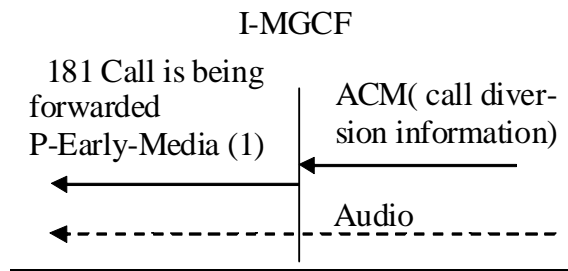 I-MGCF
181 Call is being
forwarded
P-Early-Media (1)
ACM( call diver-
sion information)
Audio